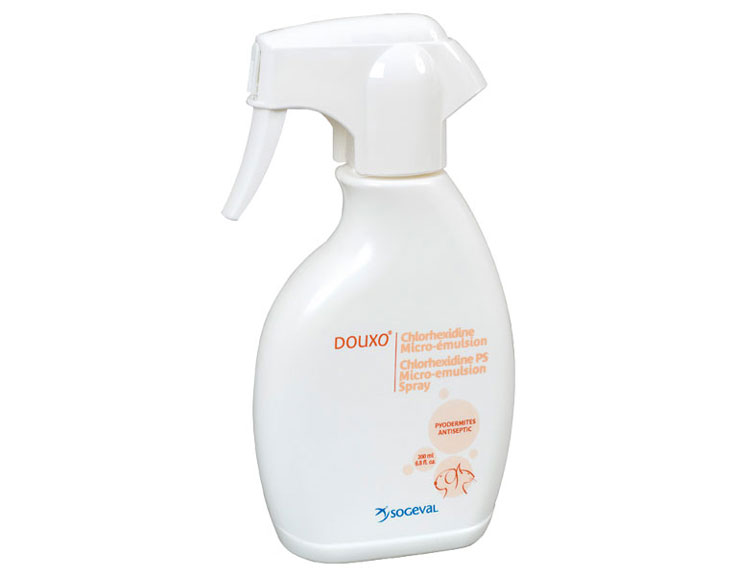 DOUXO®
Chlorhexidine
Micro-émulsion
Chlorhexidine PS
Micro-emulsion
Spray
PYODERMITES
ANTISEPTIC
200 ml
6.8 fl. oz
SOGEVAL